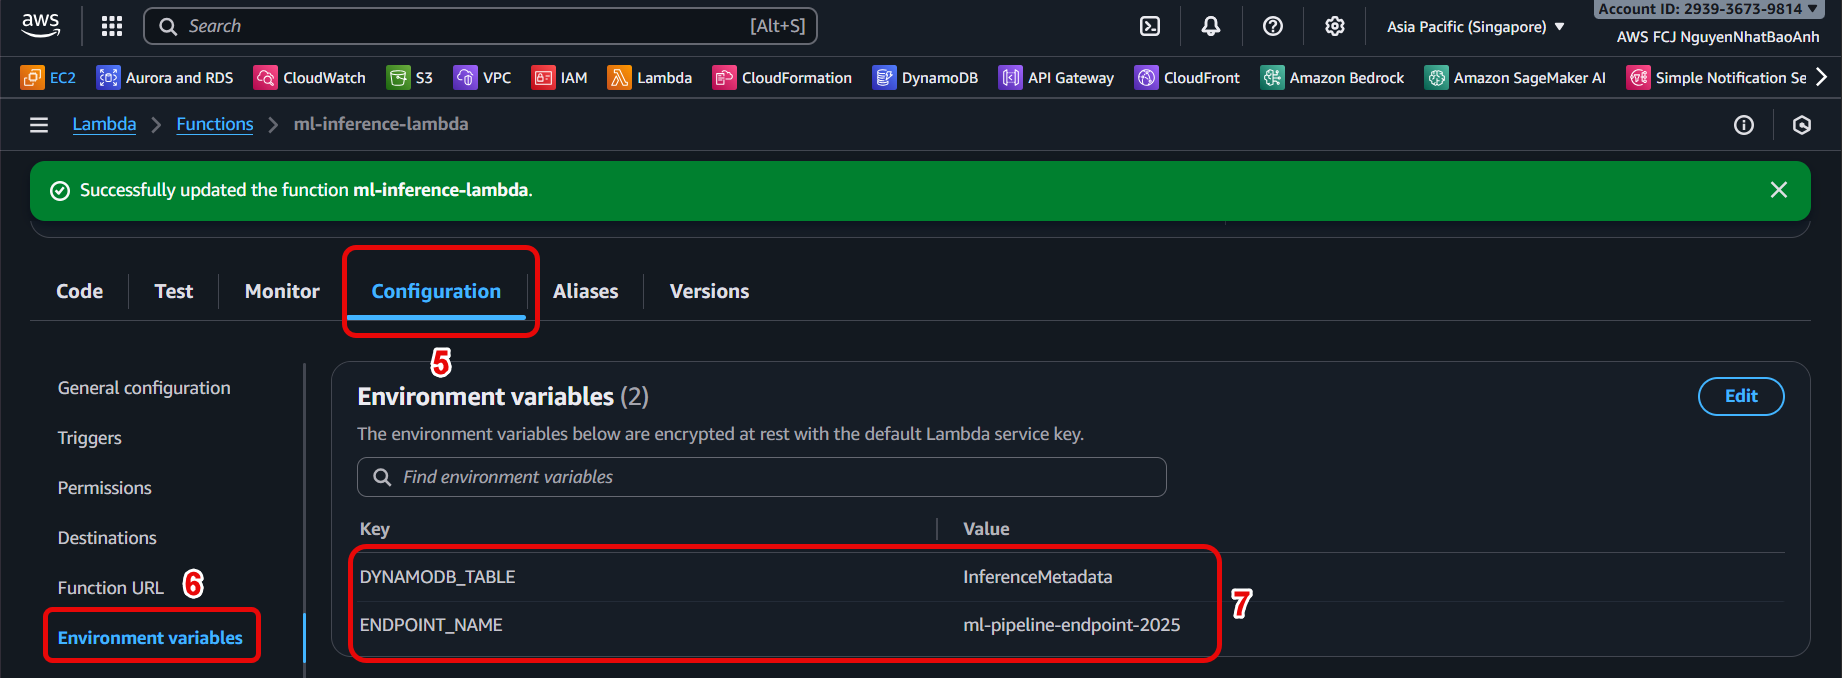 aws
Search [Alt+S]
Asia Pacific (Singapore) ▼
Account ID: 2939-3673-9814 ▼
AWS FCJ NguyenNhatBaoAnh
EC2 Aurora and RDS CloudWatch S3 VPC IAM Lambda CloudFormation DynamoDB API Gateway CloudFront Amazon Bedrock Amazon SageMaker AI Simple Notification Se
Lambda > Functions > ml-inference-lambda
Successfully updated the function ml-inference-lambda.
Code Test Monitor Configuration Aliases Versions
5
General configuration
Triggers
Permissions
Destinations
Function URL
6
Environment variables
Environment variables (2)
Edit
The environment variables below are encrypted at rest with the default Lambda service key.
Find environment variables
Key Value
DYNAMODB_TABLE InferenceMetadata
ENDPOINT_NAME ml-pipeline-endpoint-2025
7